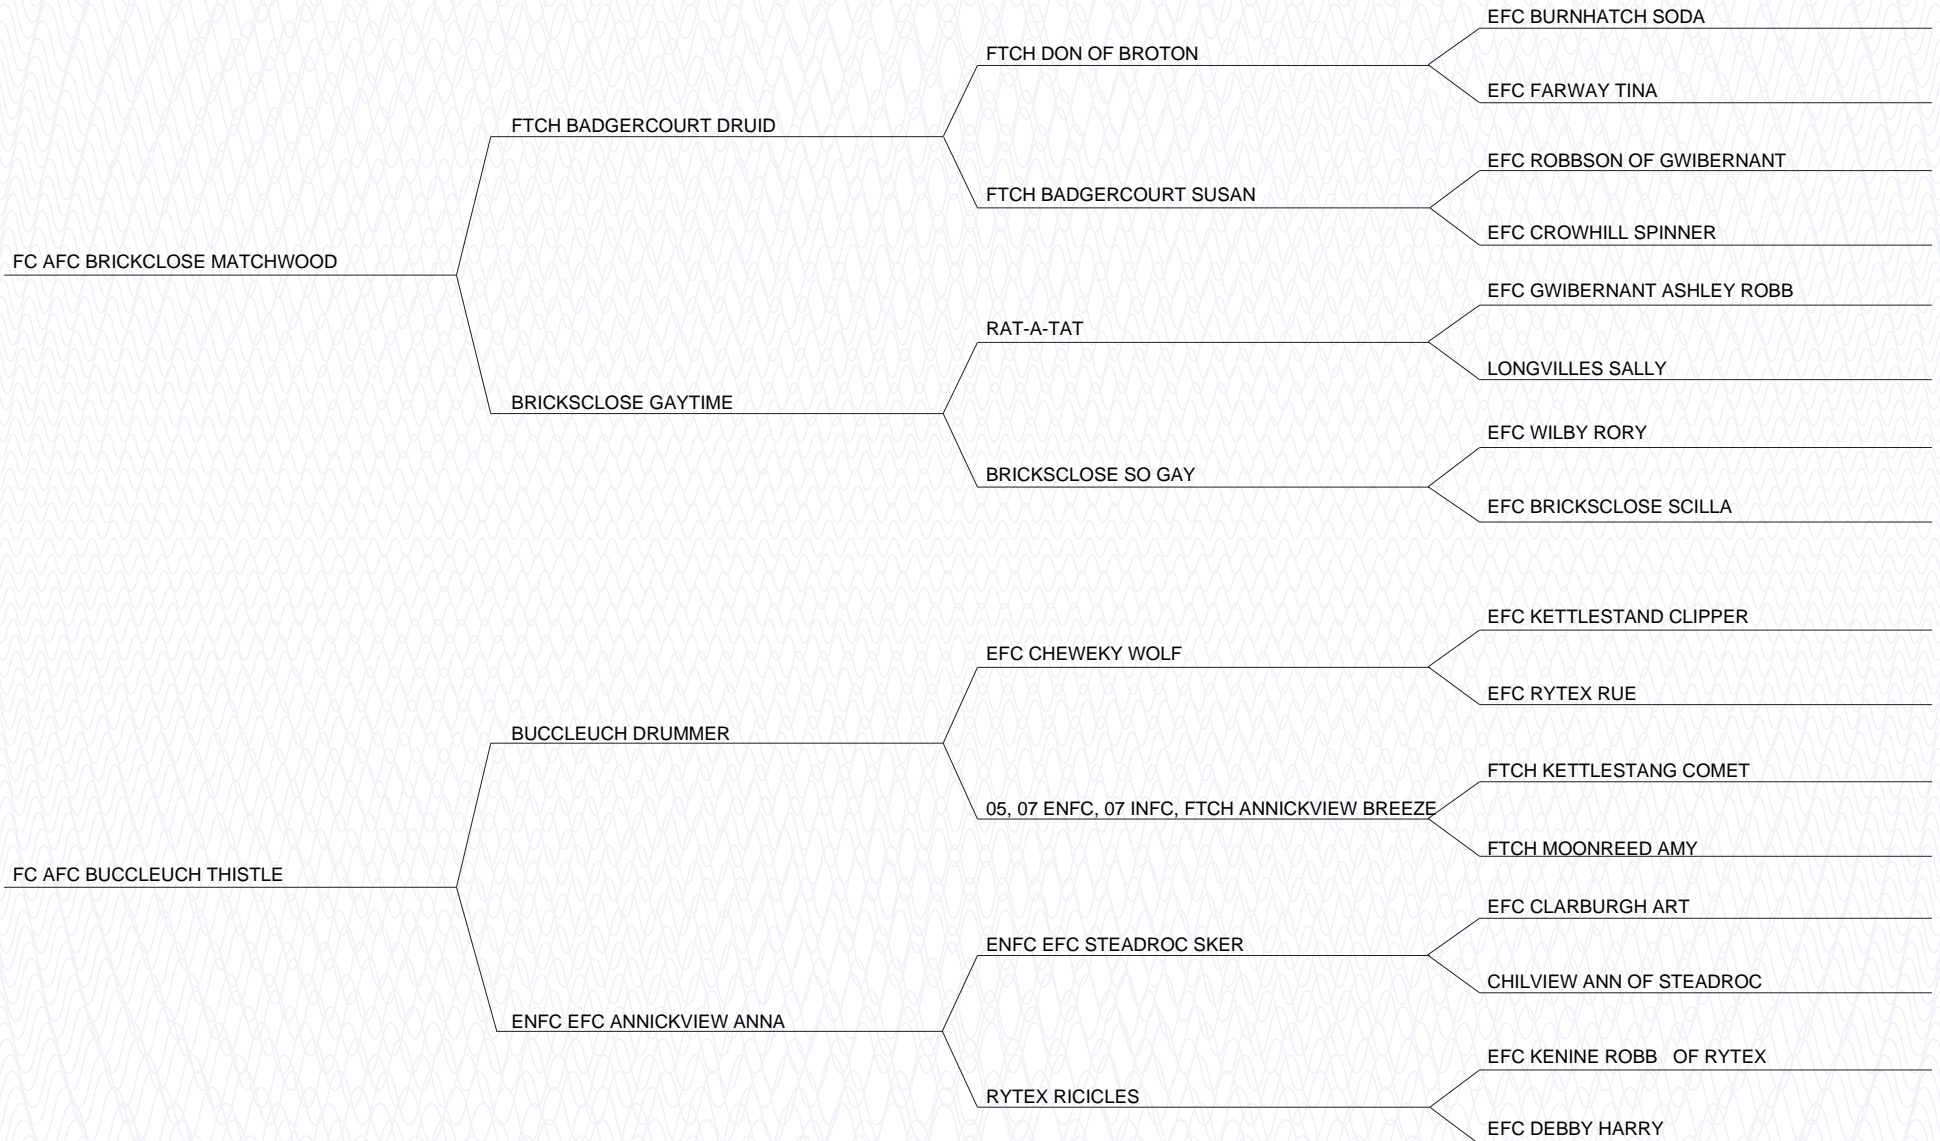 EFC BURNHATCH SODA
FTCH DON OF BROTON
EFC FARWAY TINA
FTCH BADGERCOURT DRUID
EFC ROBBSON OF GWIBERNANT
FTCH BADGERCOURT SUSAN
EFC CROWHILL SPINNER
FC AFC BRICKCLOSE MATCHWOOD
EFC GWIBERNANT ASHLEY ROBB
RAT-A-TAT
LONGVILLES SALLY
BRICKSCLOSE GAYTIME
EFC WILBY RORY
BRICKSCLOSE SO GAY
EFC BRICKSCLOSE SCILLA
EFC KETTLESTAND CLIPPER
EFC CHEWEKY WOLF
EFC RYTEX RUE
BUCCLEUCH DRUMMER
FTCH KETTLESTANG COMET
05, 07 ENFC, 07 INFC, FTCH ANNICKVIEW BREEZE
FTCH MOONREED AMY
FC AFC BUCCLEUCH THISTLE
EFC CLARBURGH ART
ENFC EFC STEADROC SKER
CHILVIEW ANN OF STEADROC
ENFC EFC ANNICKVIEW ANNA
EFC KENINE ROBB   OF RYTEX
RYTEX RICICLES
EFC DEBBY HARRY